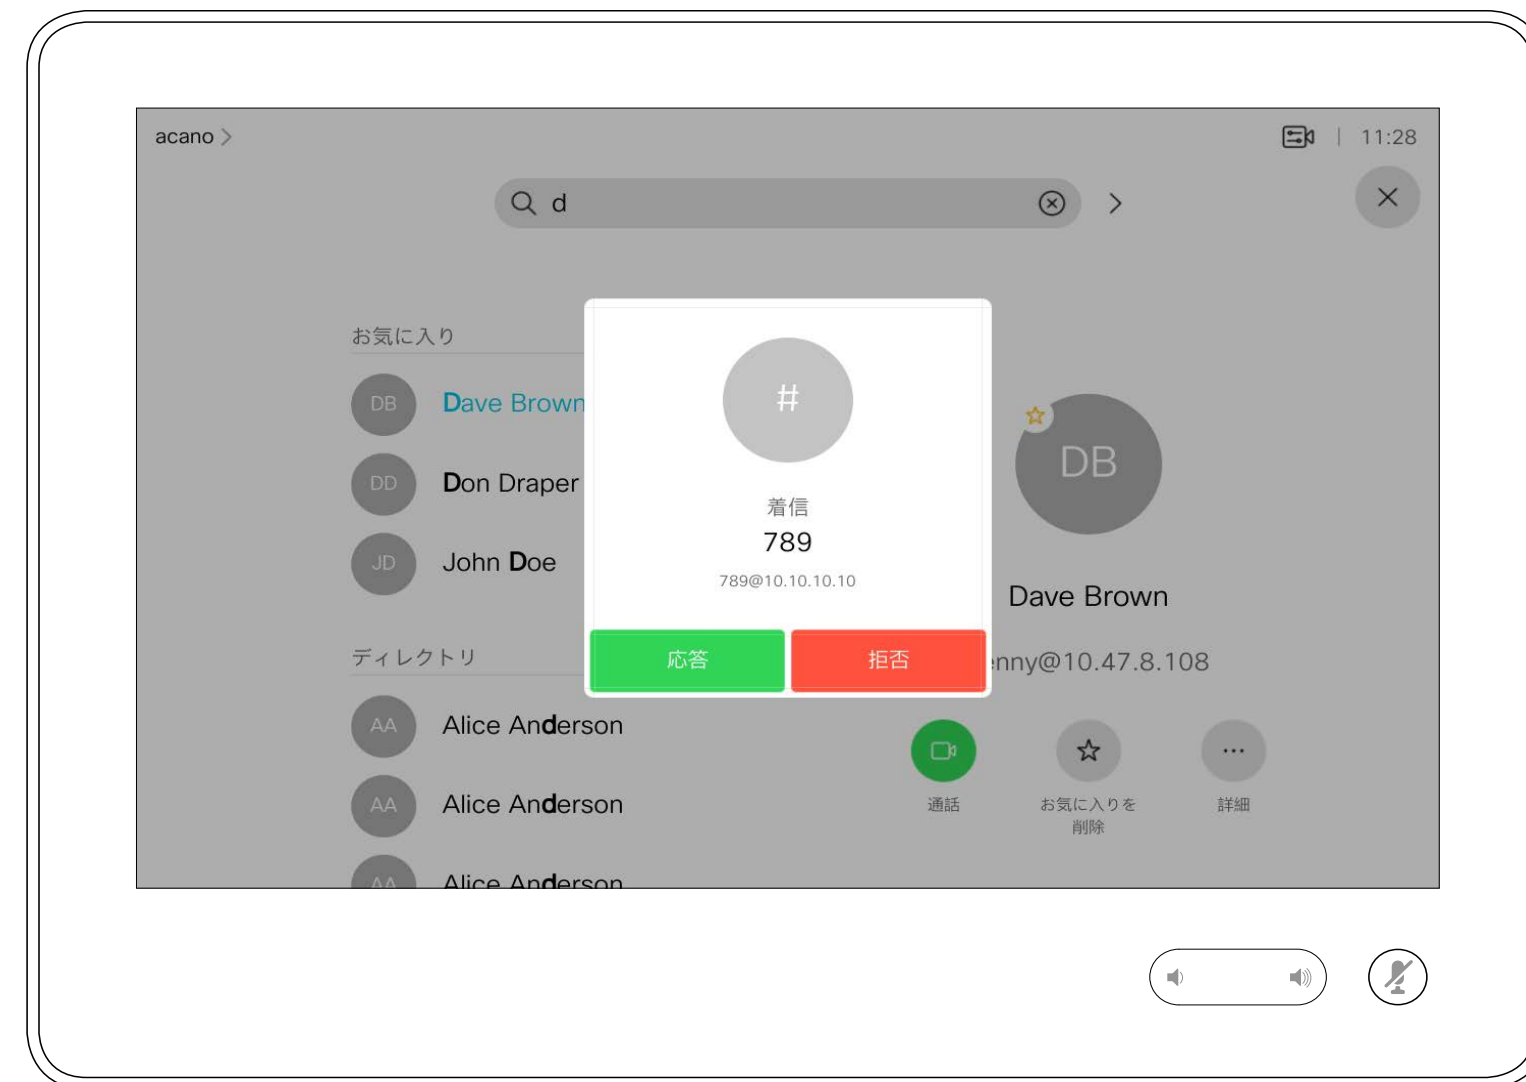 acano
11:28
d
お気に入り
DB
Dave Brown
DD
Don Draper
JD
John Doe
ディレクトリ
AA
Alice Anderson
AA
Alice Anderson
AA
Alice Anderson
#
着信
789
789@10.10.10.10
応答
拒否
DB
Dave Brown
nny@10.47.8.108
通話
お気に入りを
削除
詳細